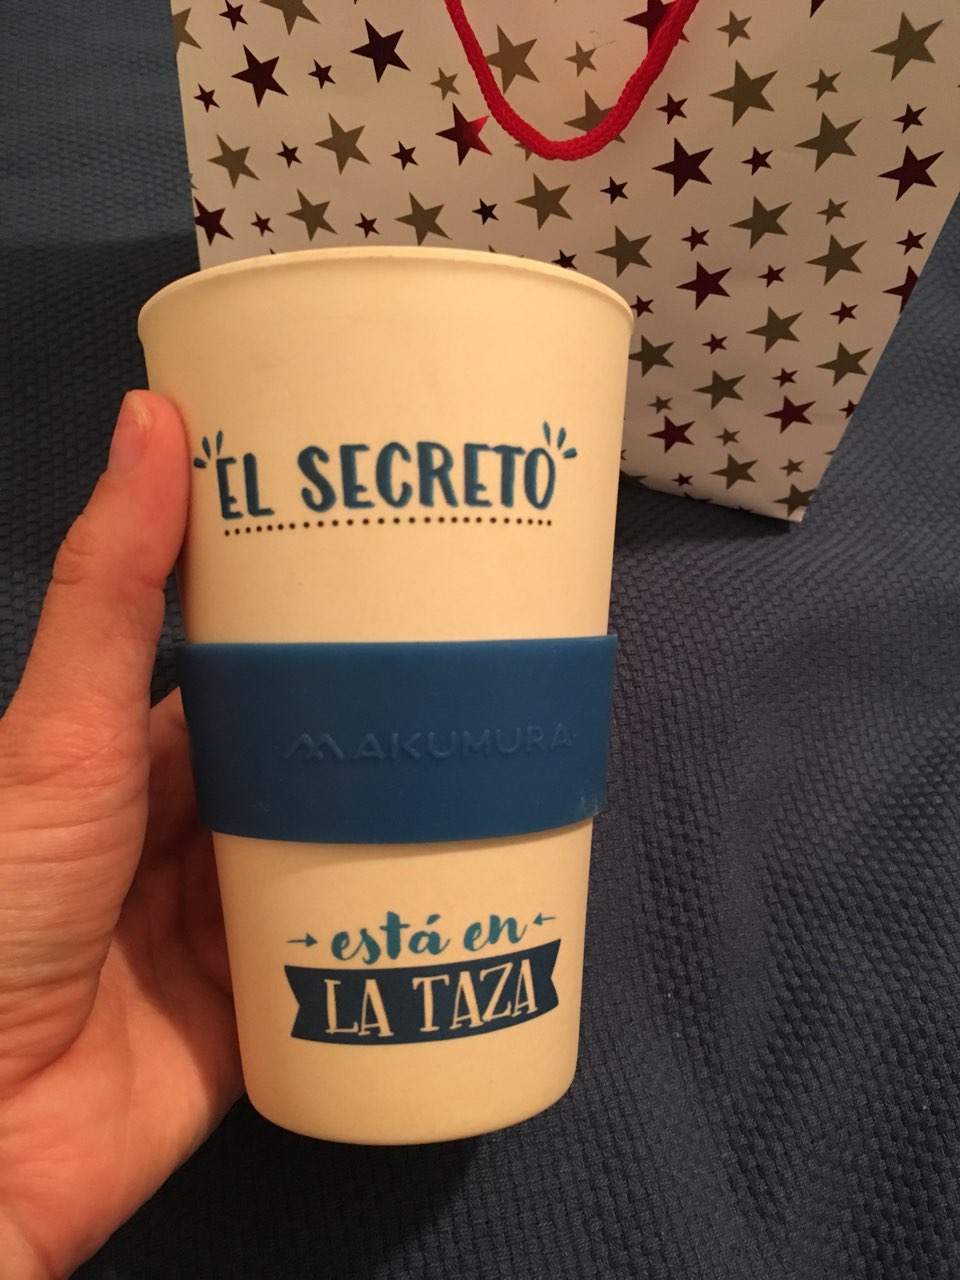 EL SECRETO
MAKUMURA
está en
LA TAZA